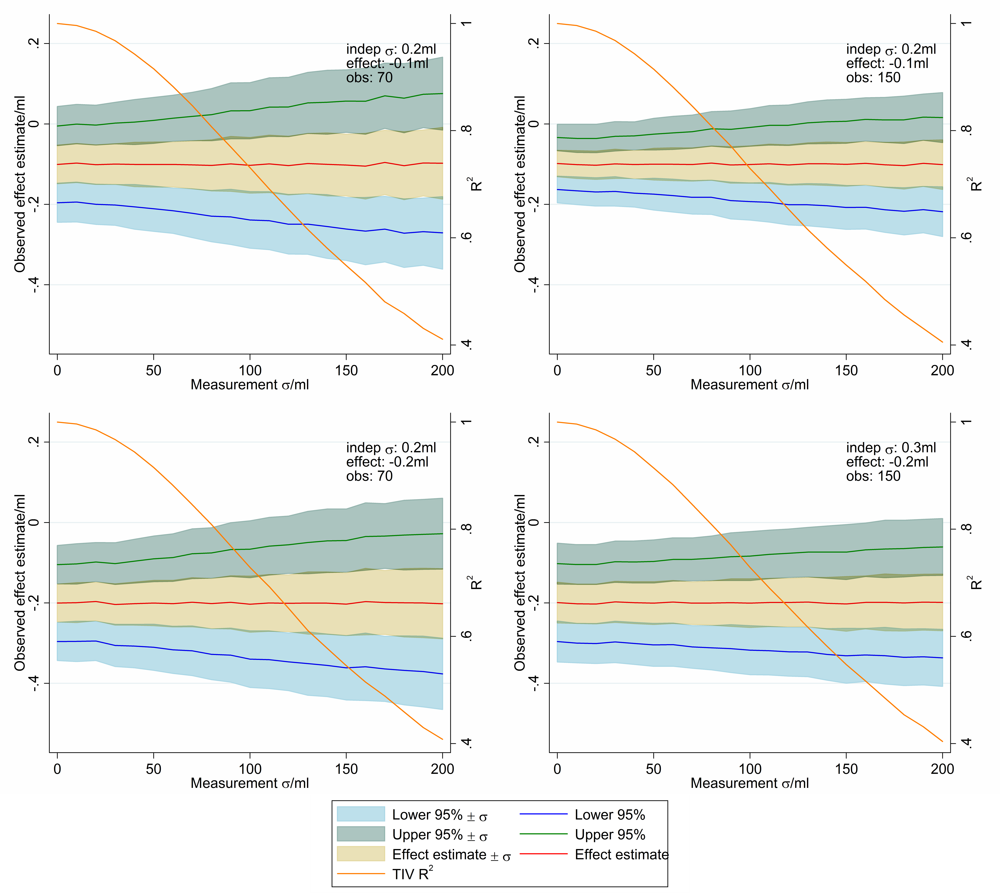 indep σ: 0.2ml
effect: -0.1ml
obs: 70
Observed effect estimate/ml
.2
0
-.2
-.4
1
.8
.6
.4
R²
0 50 100 150 200
Measurement σ/ml
indep σ: 0.2ml
effect: -0.1ml
obs: 150
Observed effect estimate/ml
.2
0
-.2
-.4
1
.8
.6
.4
R²
0 50 100 150 200
Measurement σ/ml
indep σ: 0.2ml
effect: -0.2ml
obs: 70
Observed effect estimate/ml
.2
0
-.2
-.4
1
.8
.6
.4
R²
0 50 100 150 200
Measurement σ/ml
indep σ: 0.3ml
effect: -0.2ml
obs: 150
Observed effect estimate/ml
.2
0
-.2
-.4
1
.8
.6
.4
R²
0 50 100 150 200
Measurement σ/ml
Lower 95% ± σ Lower 95%
Upper 95% ± σ Upper 95%
Effect estimate ± σ Effect estimate
TIV R²